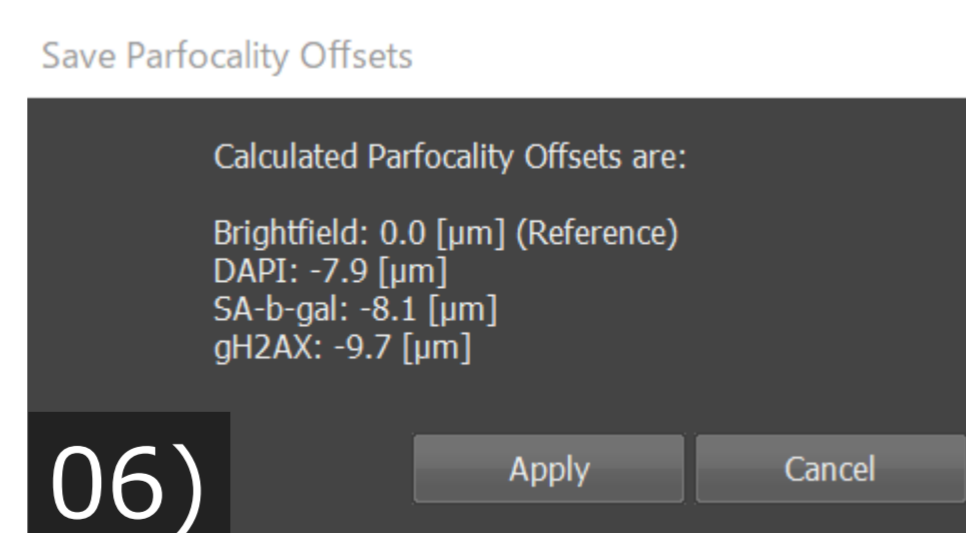 Save Parfocality Offsets
Calculated Parfocality Offsets are:
Brightfield: 0.0 [µm] (Reference)
DAPI: -7.9 [µm]
SA-b-gal: -8.1 [µm]
gH2AX: -9.7 [µm]
06)
Apply
Cancel